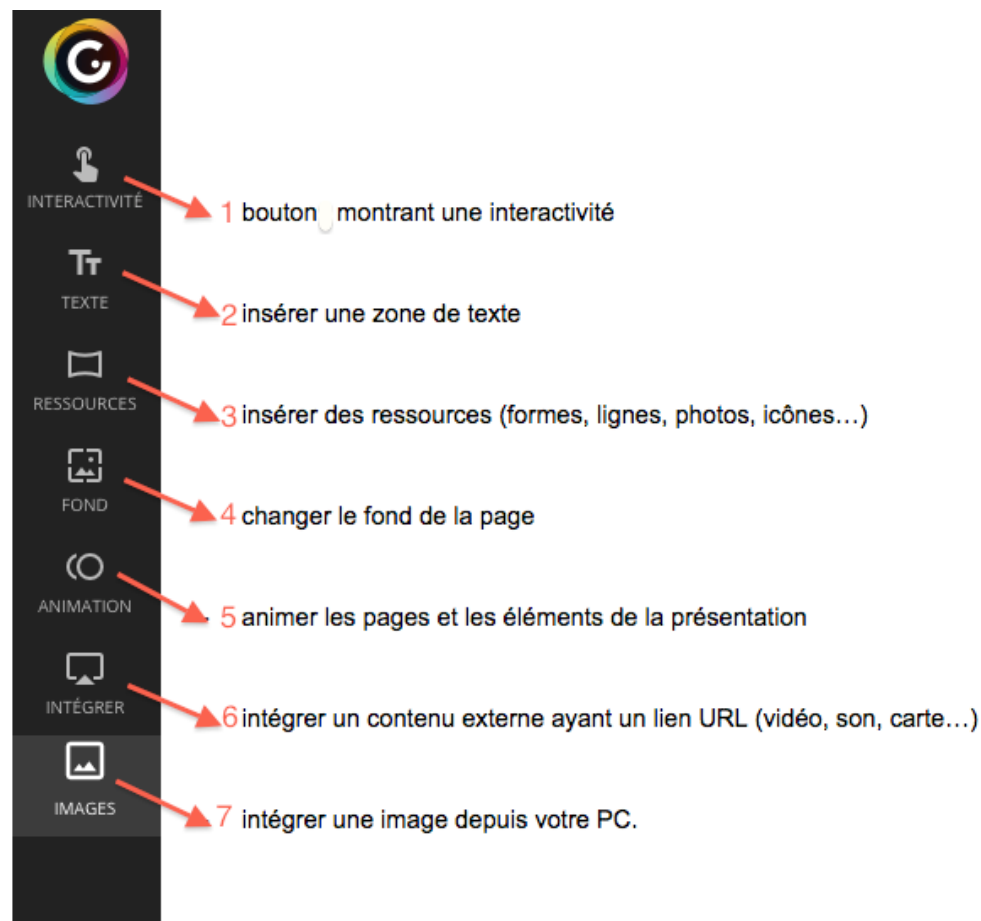 INTERACTIVITÉ
1 bouton montrant une interactivité
TEXTE
2 insérer une zone de texte
RESSOURCES
3 insérer des ressources (formes, lignes, photos, icônes…)
FOND
4 changer le fond de la page
ANIMATION
5 animer les pages et les éléments de la présentation
INTÉGRER
6 intégrer un contenu externe ayant un lien URL (vidéo, son, carte…)
IMAGES
7 intégrer une image depuis votre PC.